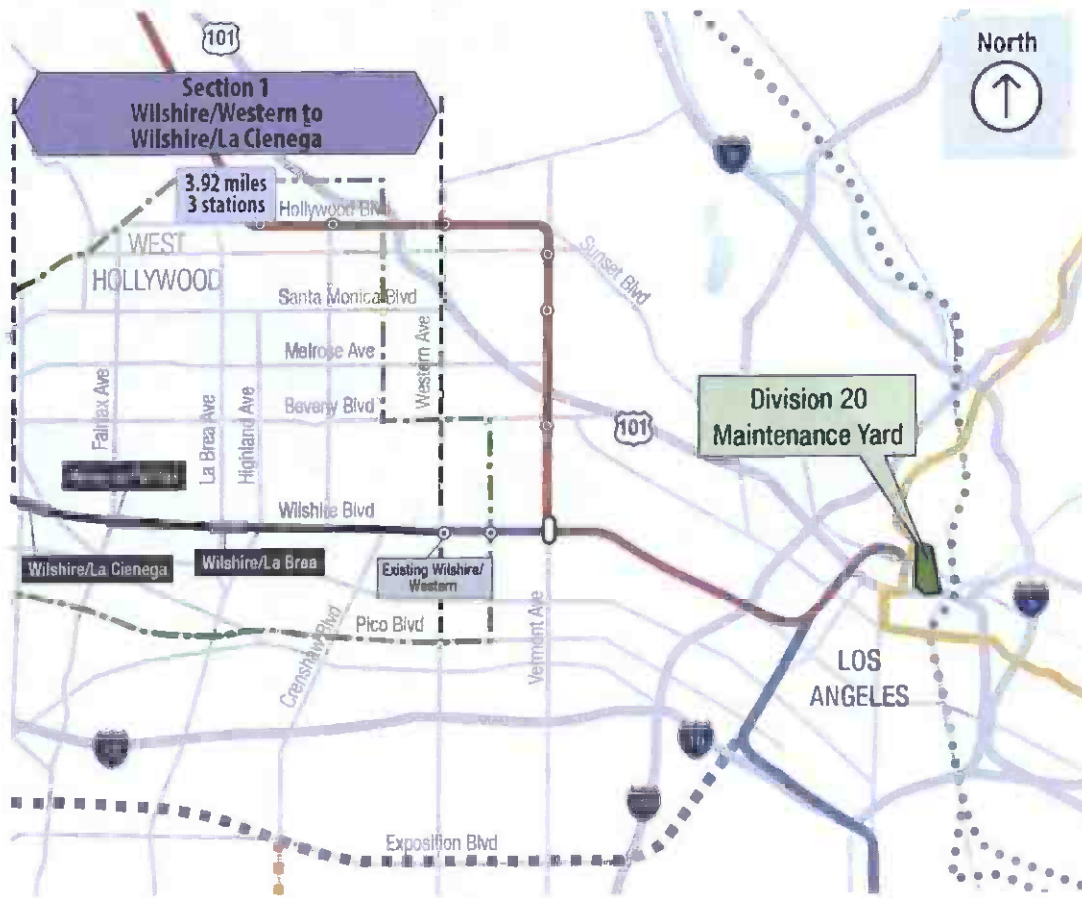 101
North
Section 1
Wilshire/Western to
Wilshire/La Cienega
3.92 miles
3 stations
Hollywood Blvd
WEST
HOLLYWOOD
Sunset Blvd
Santa Monica Blvd
Melrose Ave
Western Ave
Fairfax Ave
La Brea Ave
Highland Ave
Beverly Blvd
101
Division 20
Maintenance Yard
Wilshire Blvd
Wilshire/La Cienega
Wilshire/La Brea
Existing Wilshire/
Western
Pico Blvd
Crenshaw Blvd
Vermont Ave
LOS
ANGELES
10
Exposition Blvd